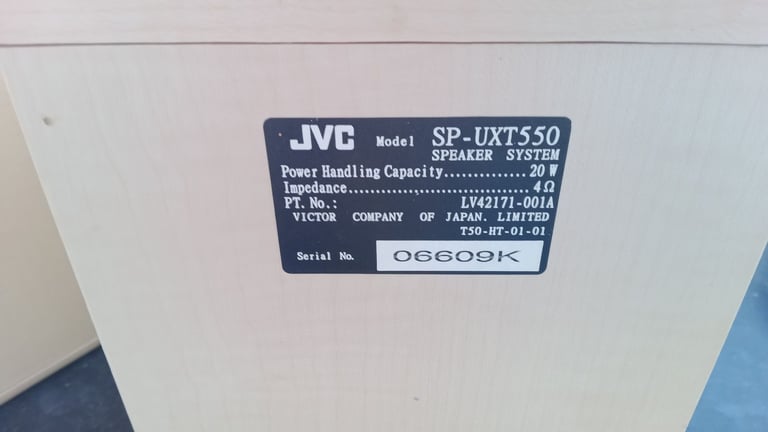 JVC Model SP-UXT550
SPEAKER SYSTEM
Power Handling Capacity.............. 20 W
Impedance................................ 4Ω
PT. No.: LV42171-001A
VICTOR COMPANY OF JAPAN. LIMITED
T50-HT-01-01
Serial No. 06609K